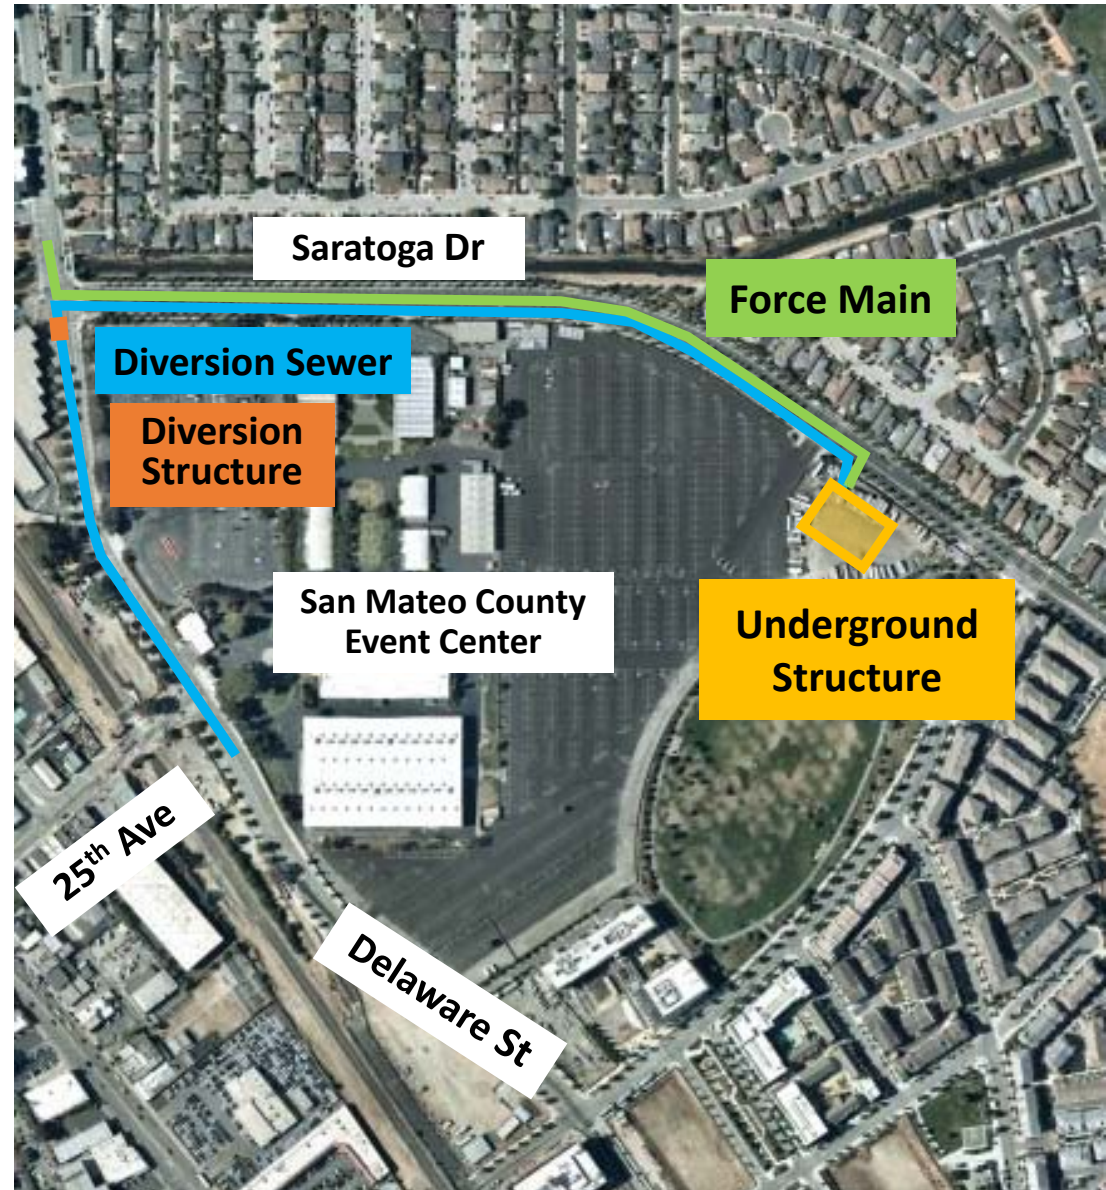 Saratoga Dr
Force Main
Diversion Sewer
Diversion
Structure
San Mateo County
Event Center
Underground
Structure
25th Ave
Delaware St